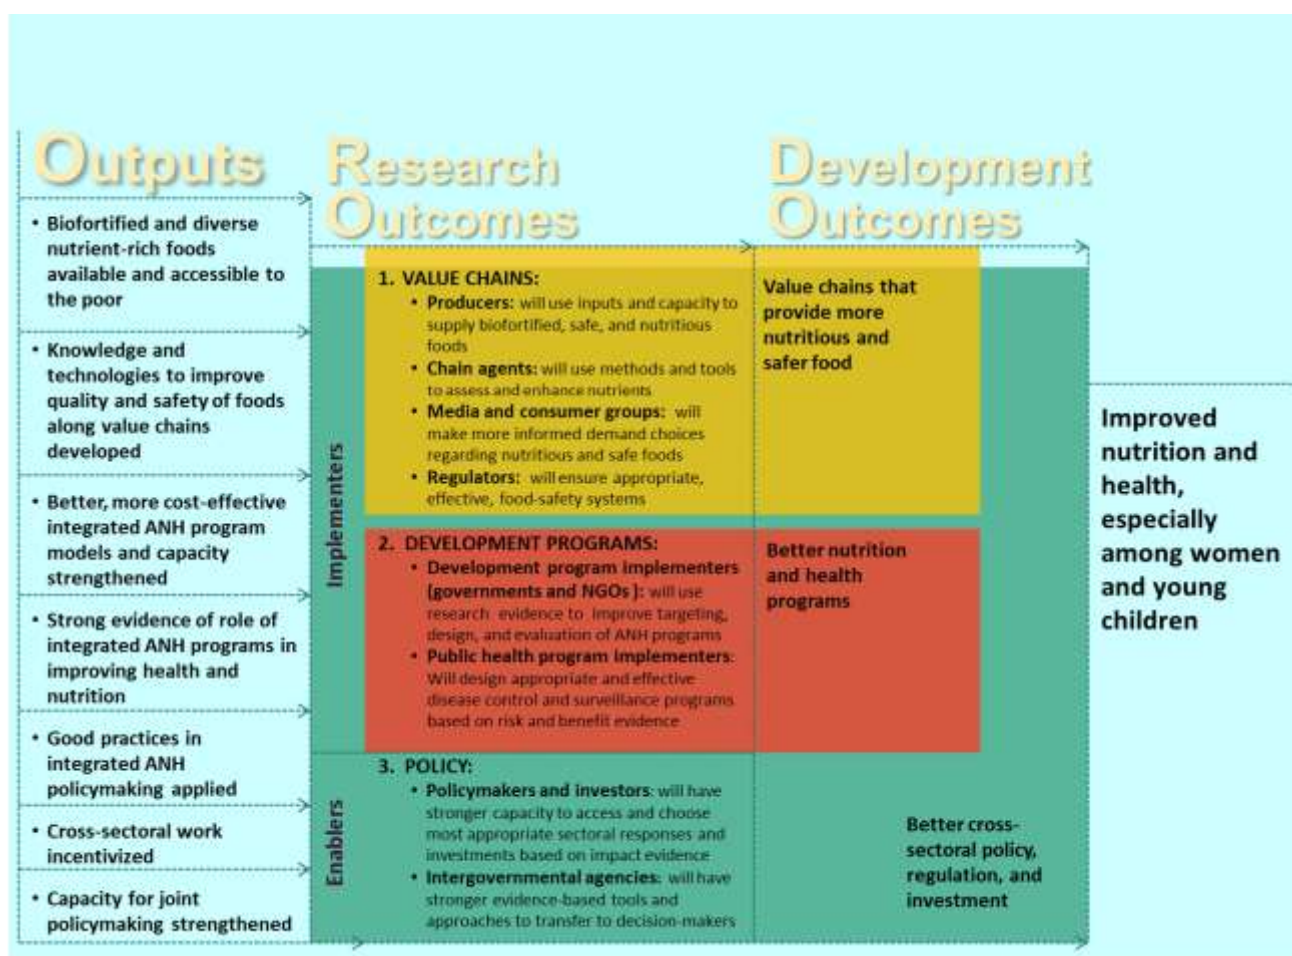 Outputs
• Biofortified and diverse
nutrient-rich foods
available and accessible to
the poor
• Knowledge and
technologies to improve
quality and safety of foods
along value chains
developed
• Better, more cost-effective
integrated ANH program
models and capacity
strengthened
• Strong evidence of role of
integrated ANH programs in
improving health and
nutrition
• Good practices in
integrated ANH
policymaking applied
• Cross-sectoral work
incentivized
• Capacity for joint
policymaking strengthened
Research
Outcomes
Implementers
1. VALUE CHAINS:
• Producers: will use inputs and capacity to
supply biofortified, safe, and nutritious
foods
• Chain agents: will use methods and tools
to assess and enhance nutrients
• Media and consumer groups: will
make more informed demand choices
regarding nutritious and safe foods
• Regulators: will ensure appropriate,
effective, food-safety systems
2. DEVELOPMENT PROGRAMS:
• Development program implementers
(governments and NGOs): will use
research evidence to improve targeting,
design, and evaluation of ANH programs
• Public health program implementers:
Will design appropriate and effective
disease control and surveillance programs
based on risk and benefit evidence
Enablers
3. POLICY:
• Policymakers and investors: will have
stronger capacity to access and choose
most appropriate sectoral responses and
investments based on impact evidence
• Intergovernmental agencies: will have
stronger evidence-based tools and
approaches to transfer to decision-makers
Development
Outcomes
Value chains that
provide more
nutritious and
safer food
Better nutrition
and health
programs
Better cross-
sectoral policy,
regulation, and
investment
Improved
nutrition and
health,
especially
among women
and young
children